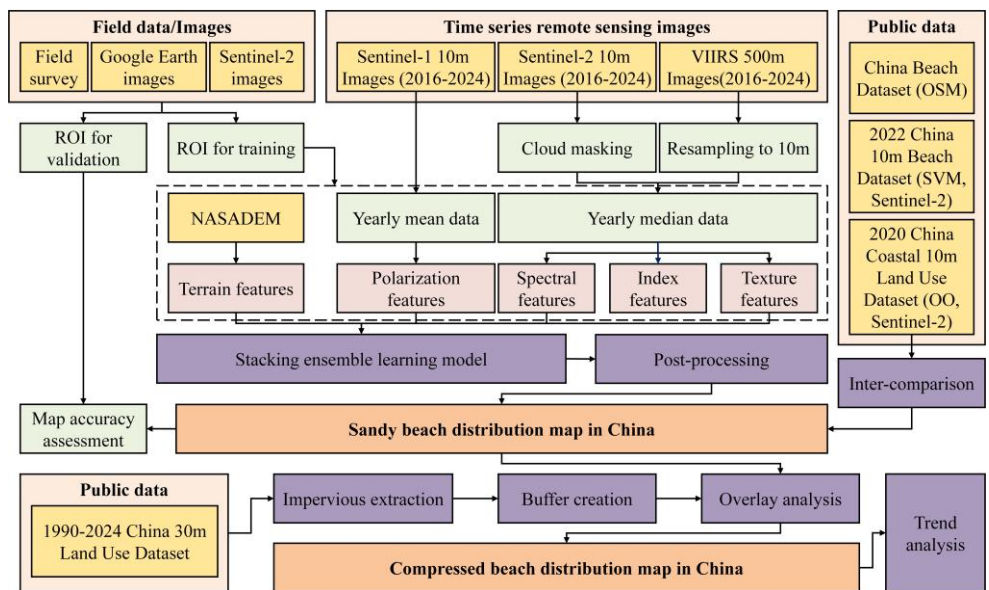 Field data/Images
Field
survey
Google Earth
images
Sentinel-2
images
Time series remote sensing images
Sentinel-1 10m
Images (2016-2024)
Sentinel-2 10m
Images (2016-2024)
VIIRS 500m
Images(2016-2024)
Public data
China Beach
Dataset (OSM)
2022 China
10m Beach
Dataset (SVM,
Sentinel-2)
2020 China
Coastal 10m
Land Use
Dataset (OO,
Sentinel-2)
ROI for
validation
ROI for training
Cloud masking
Resampling to 10m
NASADEM
Yearly mean data
Yearly median data
Terrain features
Polarization
features
Spectral
features
Index
features
Texture
features
Stacking ensemble learning model
Post-processing
Inter-comparison
Map accuracy
assessment
Sandy beach distribution map in China
Public data
1990-2024 China 30m
Land Use Dataset
Impervious extraction
Buffer creation
Overlay analysis
Trend
analysis
Compressed beach distribution map in China